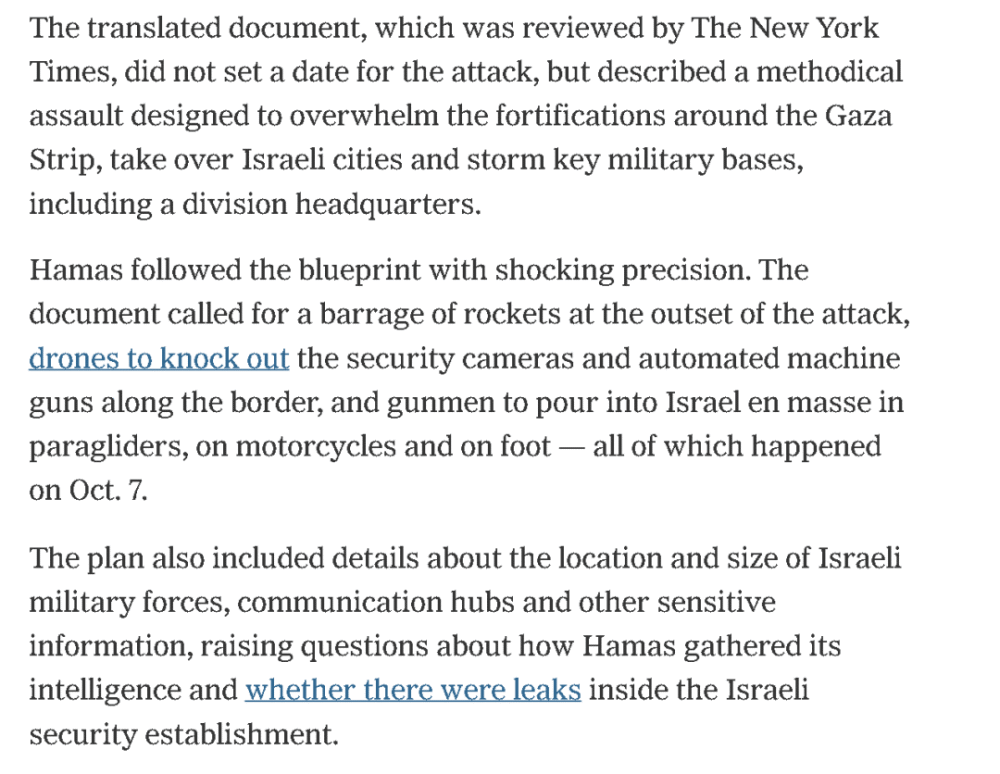 The translated document, which was reviewed by The New York
Times, did not set a date for the attack, but described a methodical
assault designed to overwhelm the fortifications around the Gaza
Strip, take over Israeli cities and storm key military bases,
including a division headquarters.
Hamas followed the blueprint with shocking precision. The
document called for a barrage of rockets at the outset of the attack,
drones to knock out the security cameras and automated machine
guns along the border, and gunmen to pour into Israel en masse in
paragliders, on motorcycles and on foot — all of which happened
on Oct. 7.
The plan also included details about the location and size of Israeli
military forces, communication hubs and other sensitive
information, raising questions about how Hamas gathered its
intelligence and whether there were leaks inside the Israeli
security establishment.